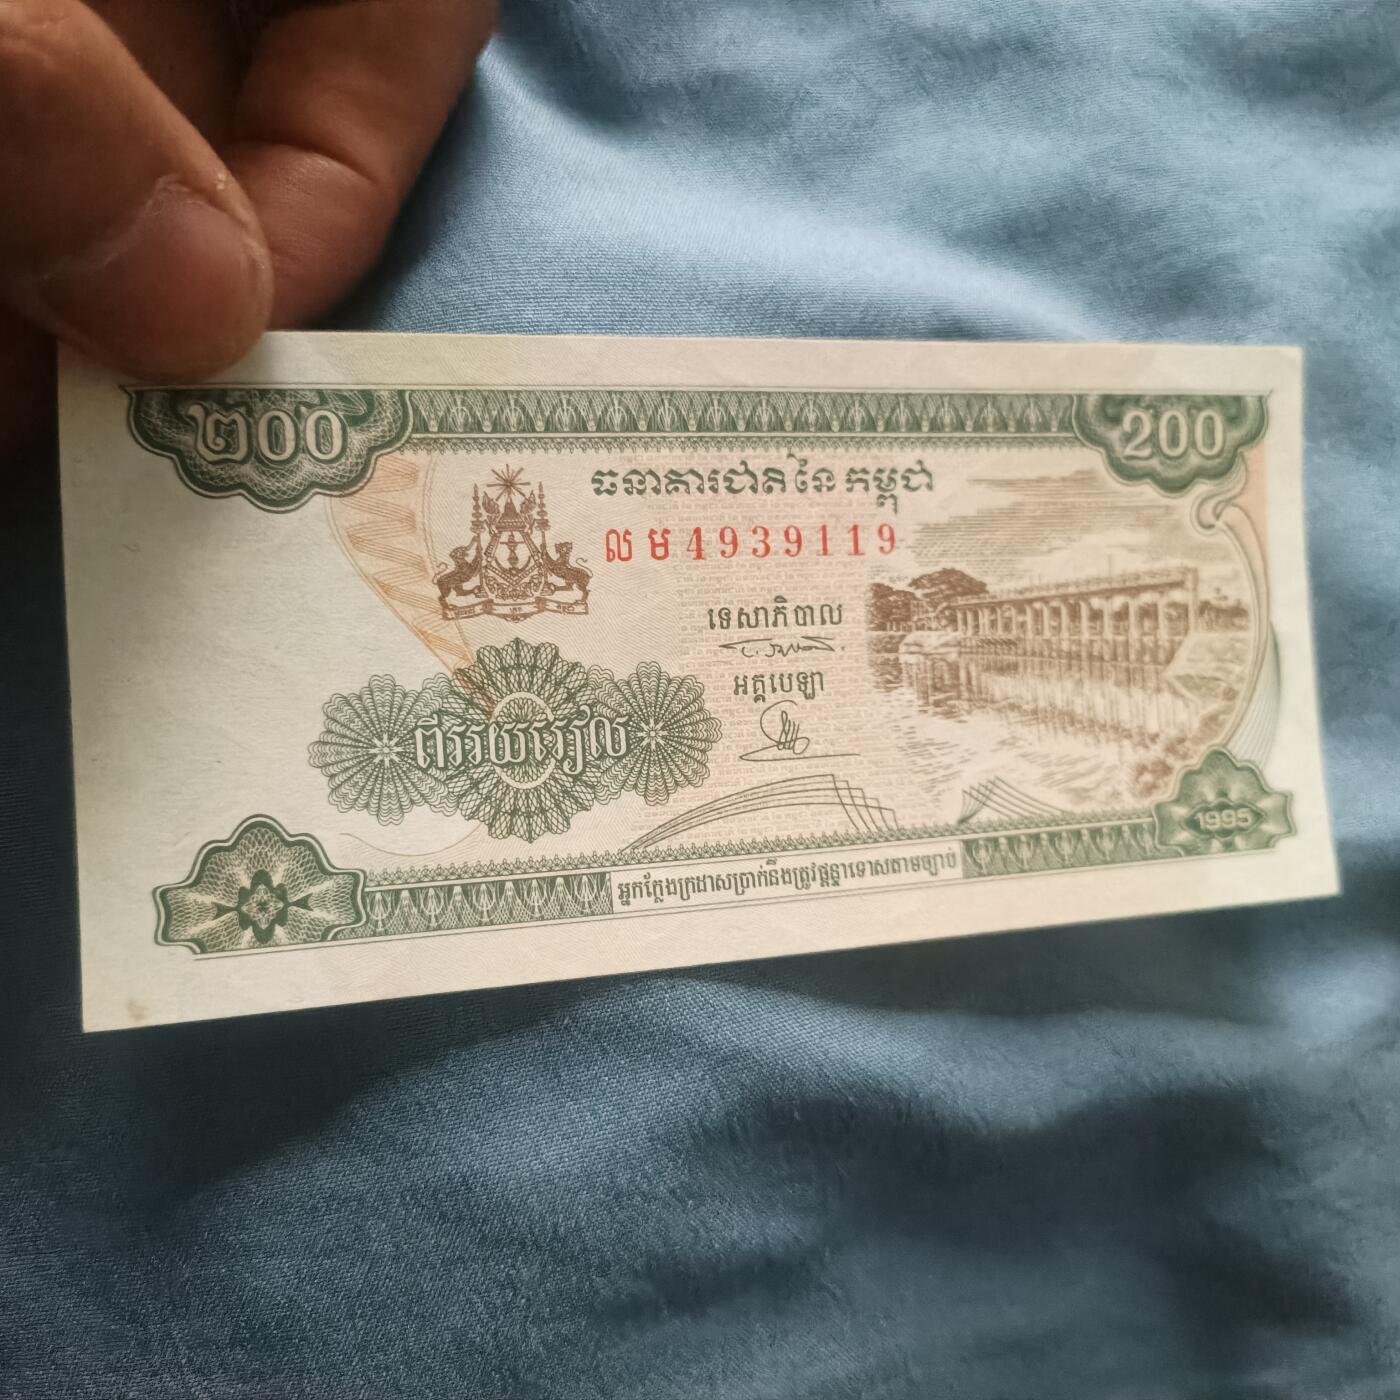 ២០០
200
ធនាគារជាតិនៃ កម្ពុជា
ល ម 4939119
ទេសាភិបាល
អគ្គបេឡា
ពីររយរៀល
1995
អ្នកក្លែងក្រដាសប្រាក់នឹងត្រូវផ្តន្ទាទោសតាមច្បាប់